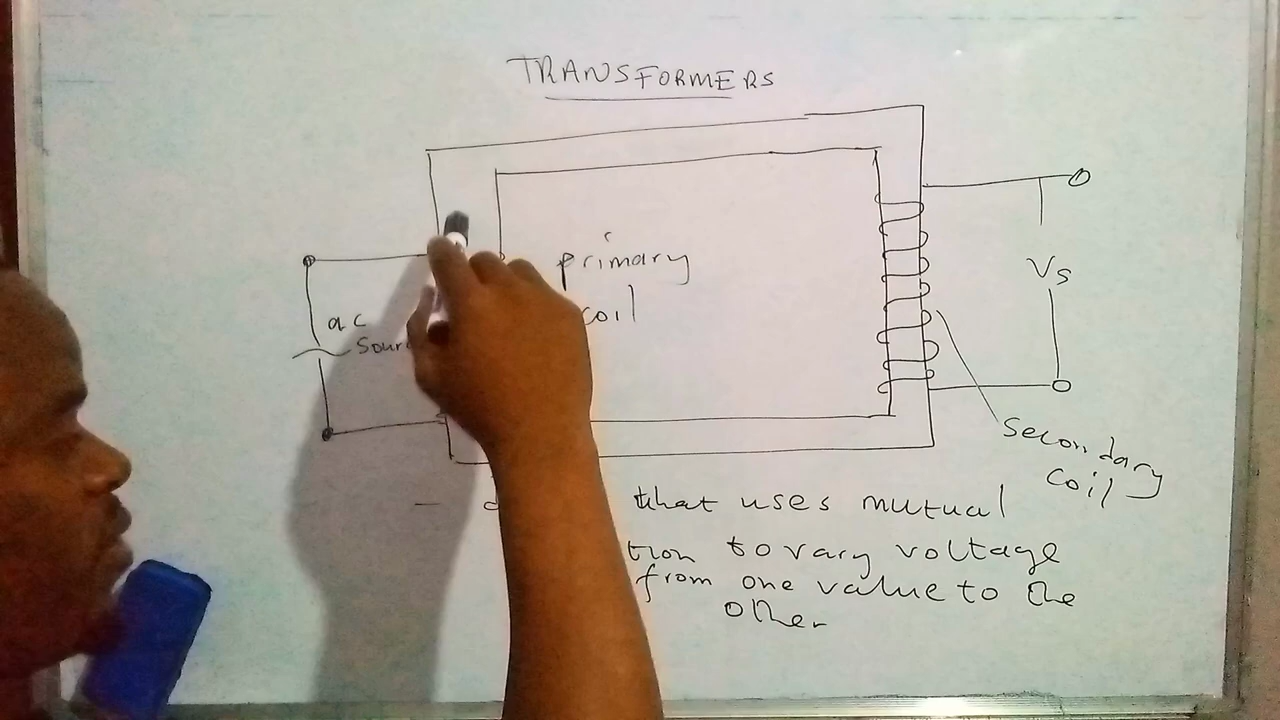 TRANSFORMERS
primary
coil
ac
Vs
Secondary
coil
that uses mutual
tion to vary voltage
from one value to the
other